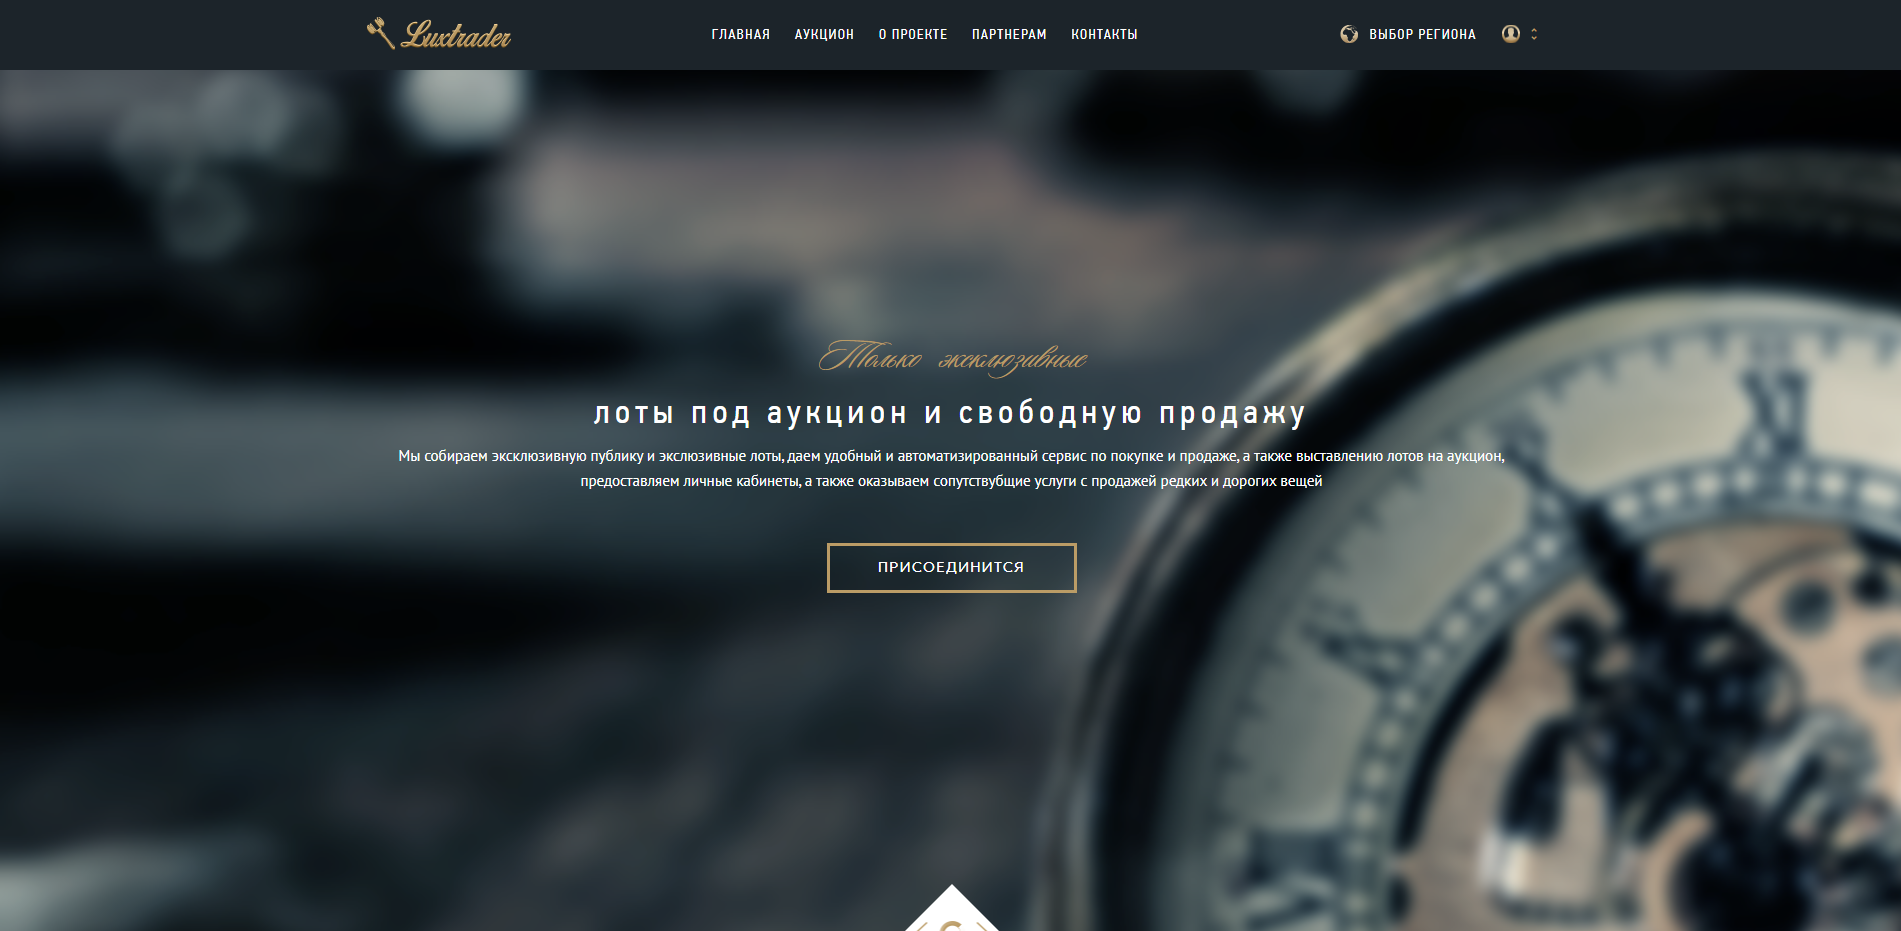 Luxtrader
ГЛАВНАЯ АУКЦИОН О ПРОЕКТЕ ПАРТНЕРАМ КОНТАКТЫ
ВЫБОР РЕГИОНА
Только эксклюзивные
лоты под аукцион и свободную продажу
Мы собираем эксклюзивную публику и экслюзивные лоты, даем удобный и автоматизированный сервис по покупке и продаже, а также выставлению лотов на аукцион,
предоставляем личные кабинеты, а также оказываем сопутствубщие услуги с продажей редких и дорогих вещей
ПРИСОЕДИНИТСЯ